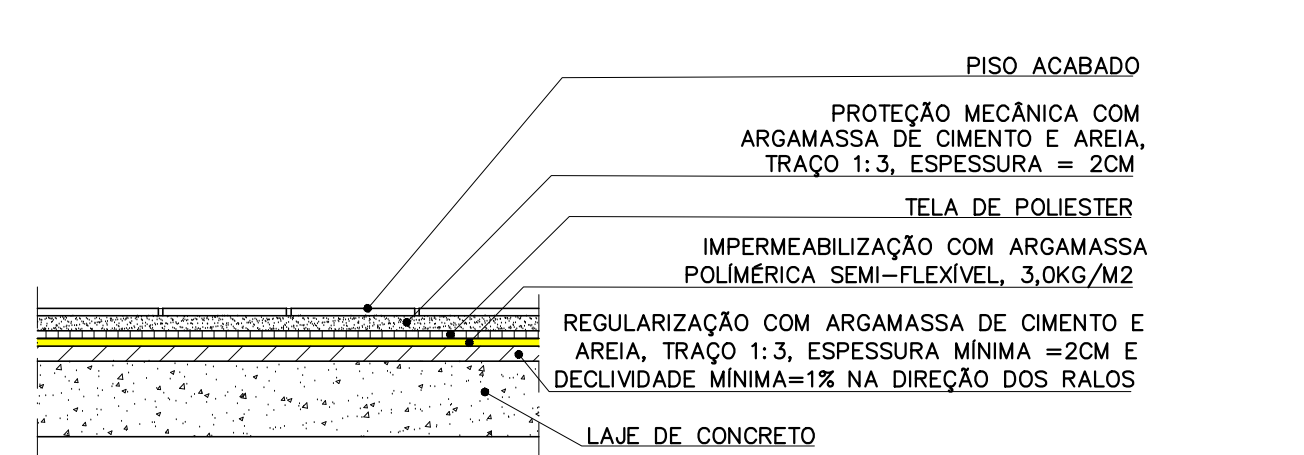 PISO ACABADO
PROTEÇÃO MECÂNICA COM
ARGAMASSA DE CIMENTO E AREIA,
TRAÇO 1:3, ESPESSURA = 2CM
TELA DE POLIESTER
IMPERMEABILIZAÇÃO COM ARGAMASSA
POLÍMÉRICA SEMI-FLEXÍVEL, 3,0KG/M2
REGULARIZAÇÃO COM ARGAMASSA DE CIMENTO E
AREIA, TRAÇO 1:3, ESPESSURA MÍNIMA =2CM E
DECLIVIDADE MÍNIMA=1% NA DIREÇÃO DOS RALOS
LAJE DE CONCRETO